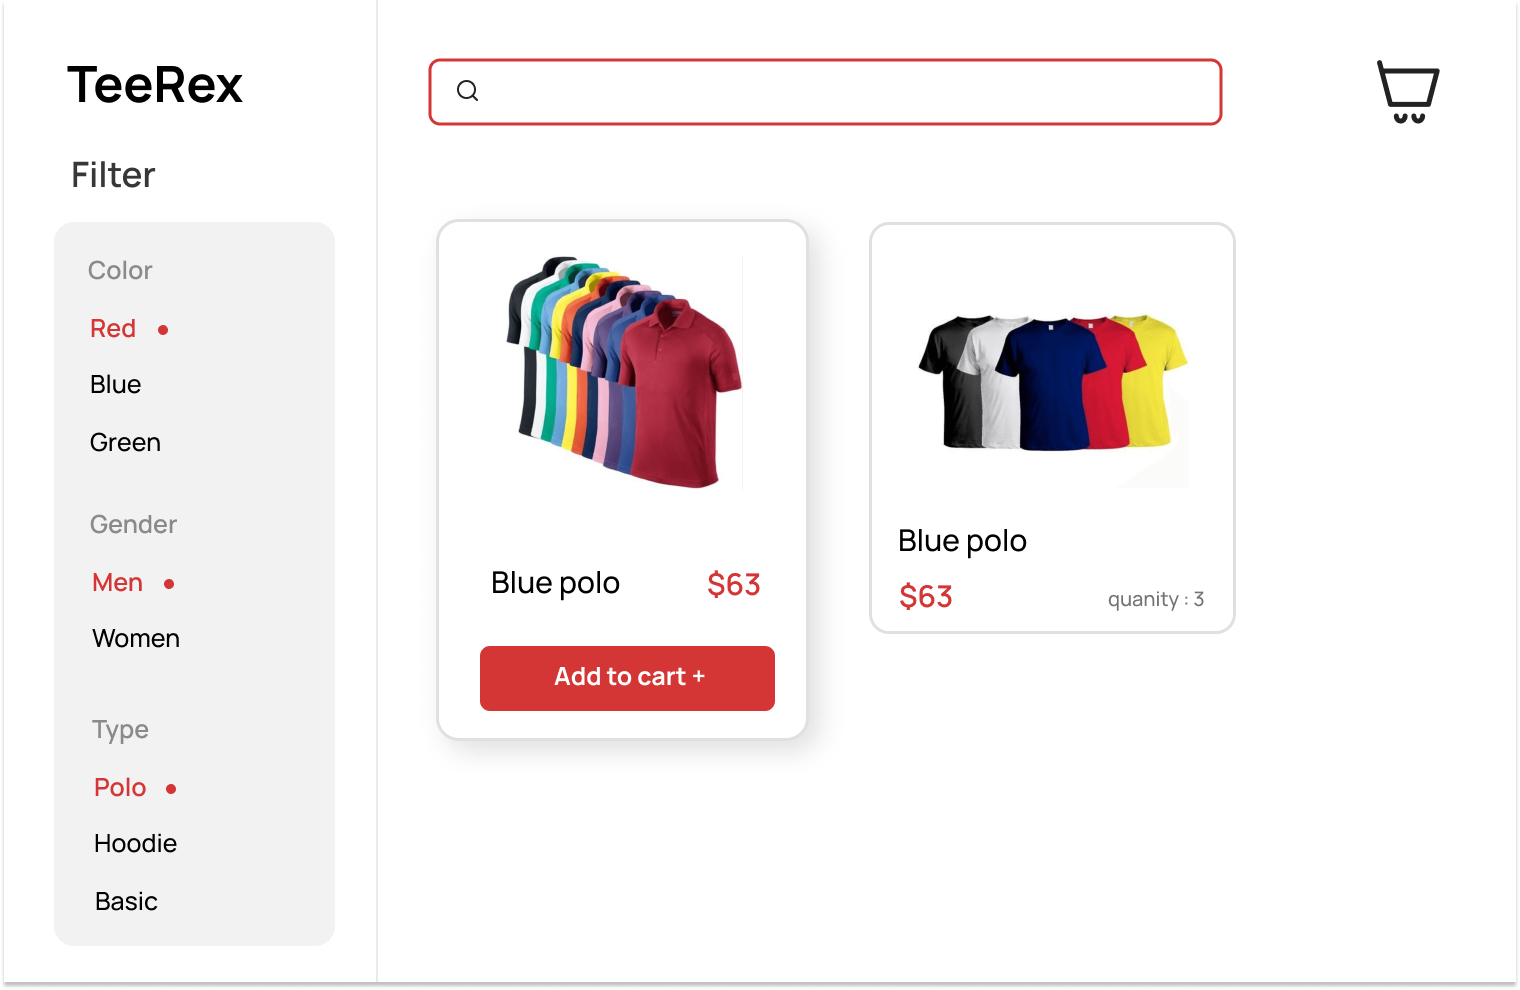 TeeRex
Filter
Color
Red
Blue
Green
Gender
Men
Women
Type
Polo
Hoodie
Basic
Blue polo
$63
Add to cart +
Blue polo
$63
quanity : 3